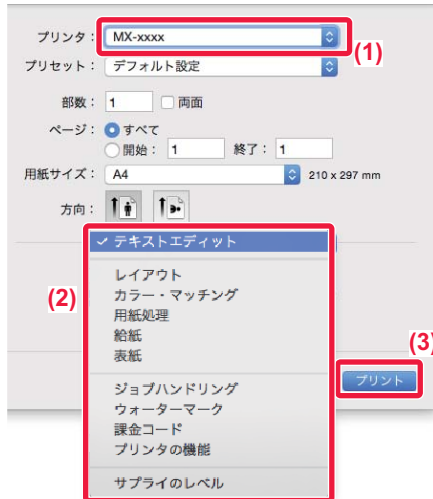 プリンタ： MX-xxxx
(1)
プリセット： デフォルト設定
部数： 1 両面
ページ： すべて
開始： 1 終了： 1
用紙サイズ： A4 210 x 297 mm
方向：
✓ テキストエディット
レイアウト
カラー・マッチング
(2)
用紙処理
給紙
表紙
(3)
ジョブハンドリング
プリント
ウォーターマーク
課金コード
プリンタの機能
サプライのレベル